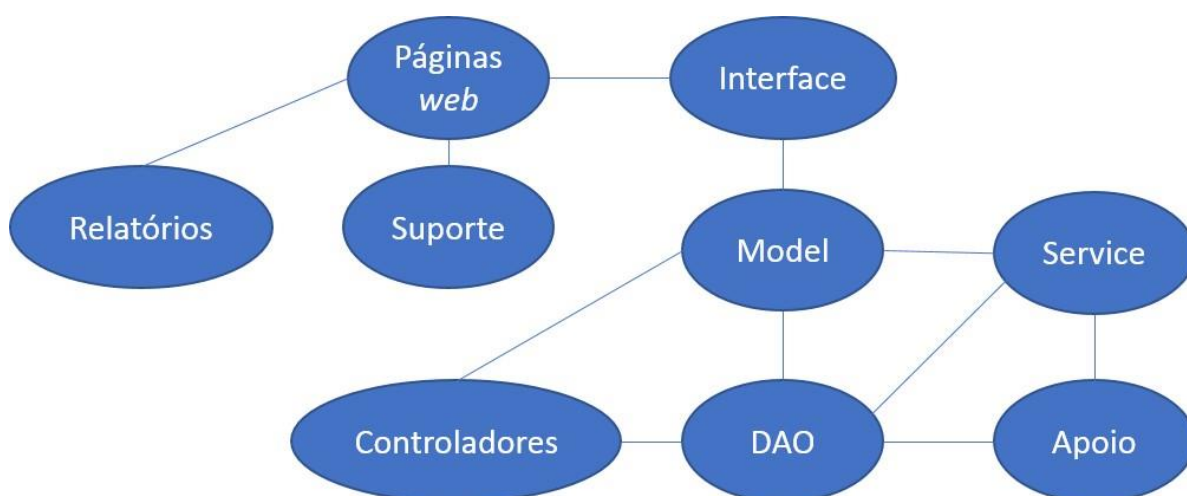 Páginas
web
Interface
Relatórios
Suporte
Model
Service
Controladores
DAO
Apoio